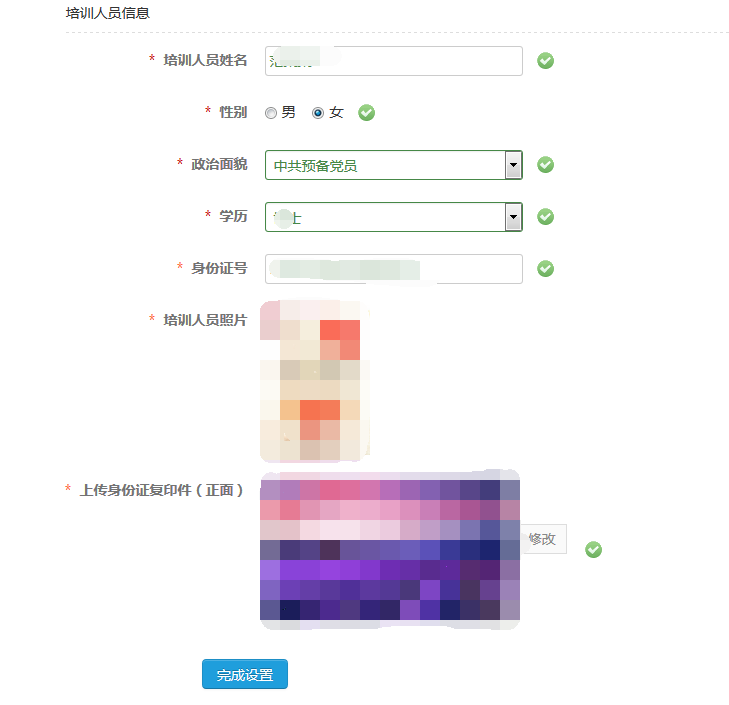 培训人员信息
* 培训人员姓名
* 性别 男 女
* 政治面貌 中共预备党员
* 学历 士
* 身份证号
* 培训人员照片
* 上传身份证复印件（正面）
修改
完成设置